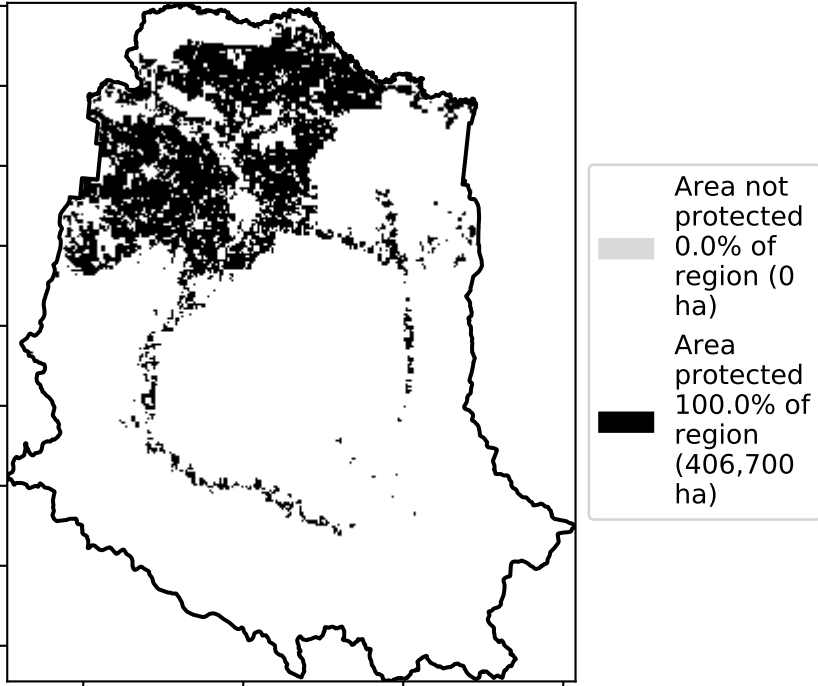 Area not
protected
0.0% of
region (0
ha)
Area
protected
100.0% of
region
(406,700
ha)